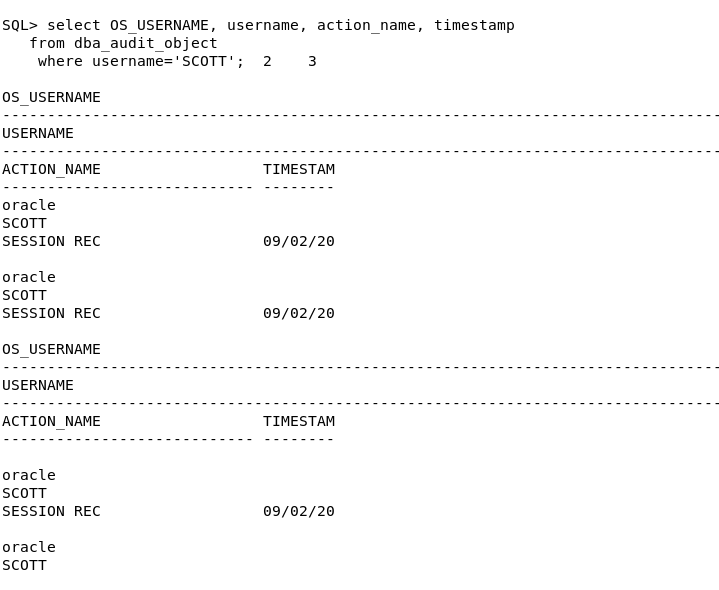 SQL> select OS_USERNAME, username, action_name, timestamp
   from dba_audit_object
    where username='SCOTT';  2    3
OS_USERNAME
--------------------------------------------------------------------------------
USERNAME
--------------------------------------------------------------------------------
ACTION_NAME                  TIMESTAM
---------------------------- --------
oracle
SCOTT
SESSION REC                  09/02/20
oracle
SCOTT
SESSION REC                  09/02/20
OS_USERNAME
--------------------------------------------------------------------------------
USERNAME
--------------------------------------------------------------------------------
ACTION_NAME                  TIMESTAM
---------------------------- --------
oracle
SCOTT
SESSION REC                  09/02/20
oracle
SCOTT